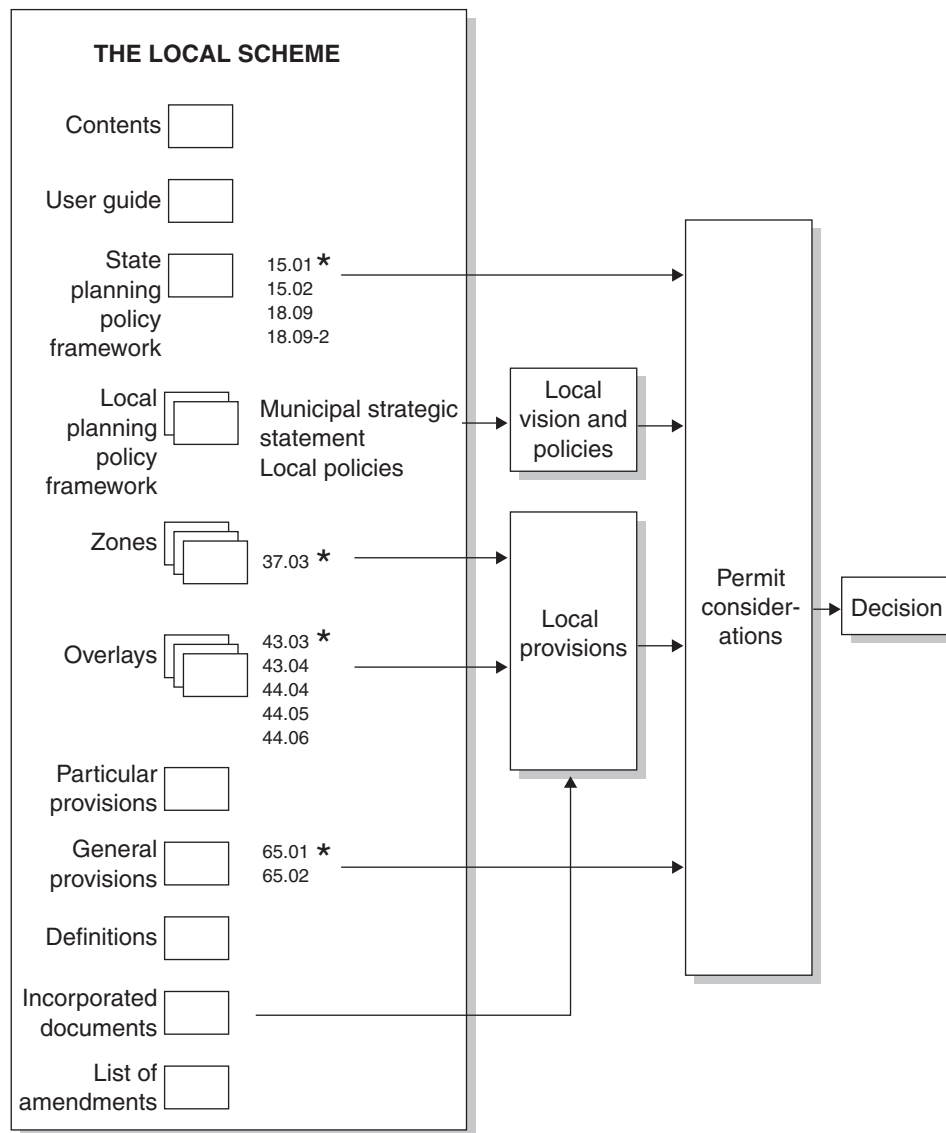 THE LOCAL SCHEME
Contents
User guide
State
planning
policy
framework
15.01 *
15.02
18.09
18.09-2
Local
planning
policy
framework
Municipal strategic
statement
Local policies
Local
vision and
policies
Zones
37.03 *
Overlays
43.03 *
43.04
44.04
44.05
44.06
Local
provisions
Permit
consider-
ations
Decision
Particular
provisions
General
provisions
65.01 *
65.02
Definitions
Incorporated
documents
List of
amendments